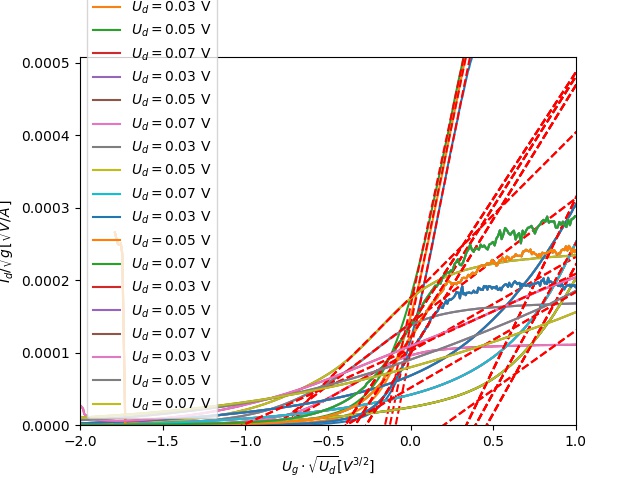 U_d = 0.03 V
U_d = 0.05 V
U_d = 0.07 V
U_d = 0.03 V
U_d = 0.05 V
U_d = 0.07 V
U_d = 0.03 V
U_d = 0.05 V
U_d = 0.07 V
U_d = 0.03 V
U_d = 0.05 V
U_d = 0.07 V
U_d = 0.03 V
U_d = 0.05 V
U_d = 0.07 V
U_d = 0.03 V
U_d = 0.05 V
U_d = 0.07 V
0.0005
0.0004
0.0003
0.0002
0.0001
0.0000
I_d/√g[√V/A]
−2.0 −1.5 −1.0 −0.5 0.0 0.5 1.0
U_g · √U_d[V^{3/2}]